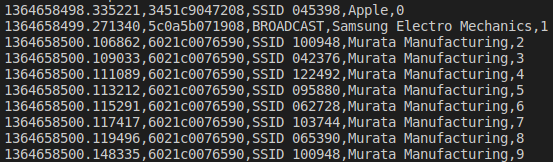 1364658498.335221,3451c9047208,SSID 045398,Apple,0
1364658499.271340,5c0a5b071908,BROADCAST,Samsung Electro Mechanics,1
1364658500.106862,6021c0076590,SSID 100948,Murata Manufacturing,2
1364658500.109033,6021c0076590,SSID 042376,Murata Manufacturing,3
1364658500.111089,6021c0076590,SSID 122492,Murata Manufacturing,4
1364658500.113212,6021c0076590,SSID 095880,Murata Manufacturing,5
1364658500.115291,6021c0076590,SSID 062728,Murata Manufacturing,6
1364658500.117417,6021c0076590,SSID 103744,Murata Manufacturing,7
1364658500.119496,6021c0076590,SSID 065390,Murata Manufacturing,8
1364658500.148335,6021c0076590,SSID 100948,Murata Manufacturing,9